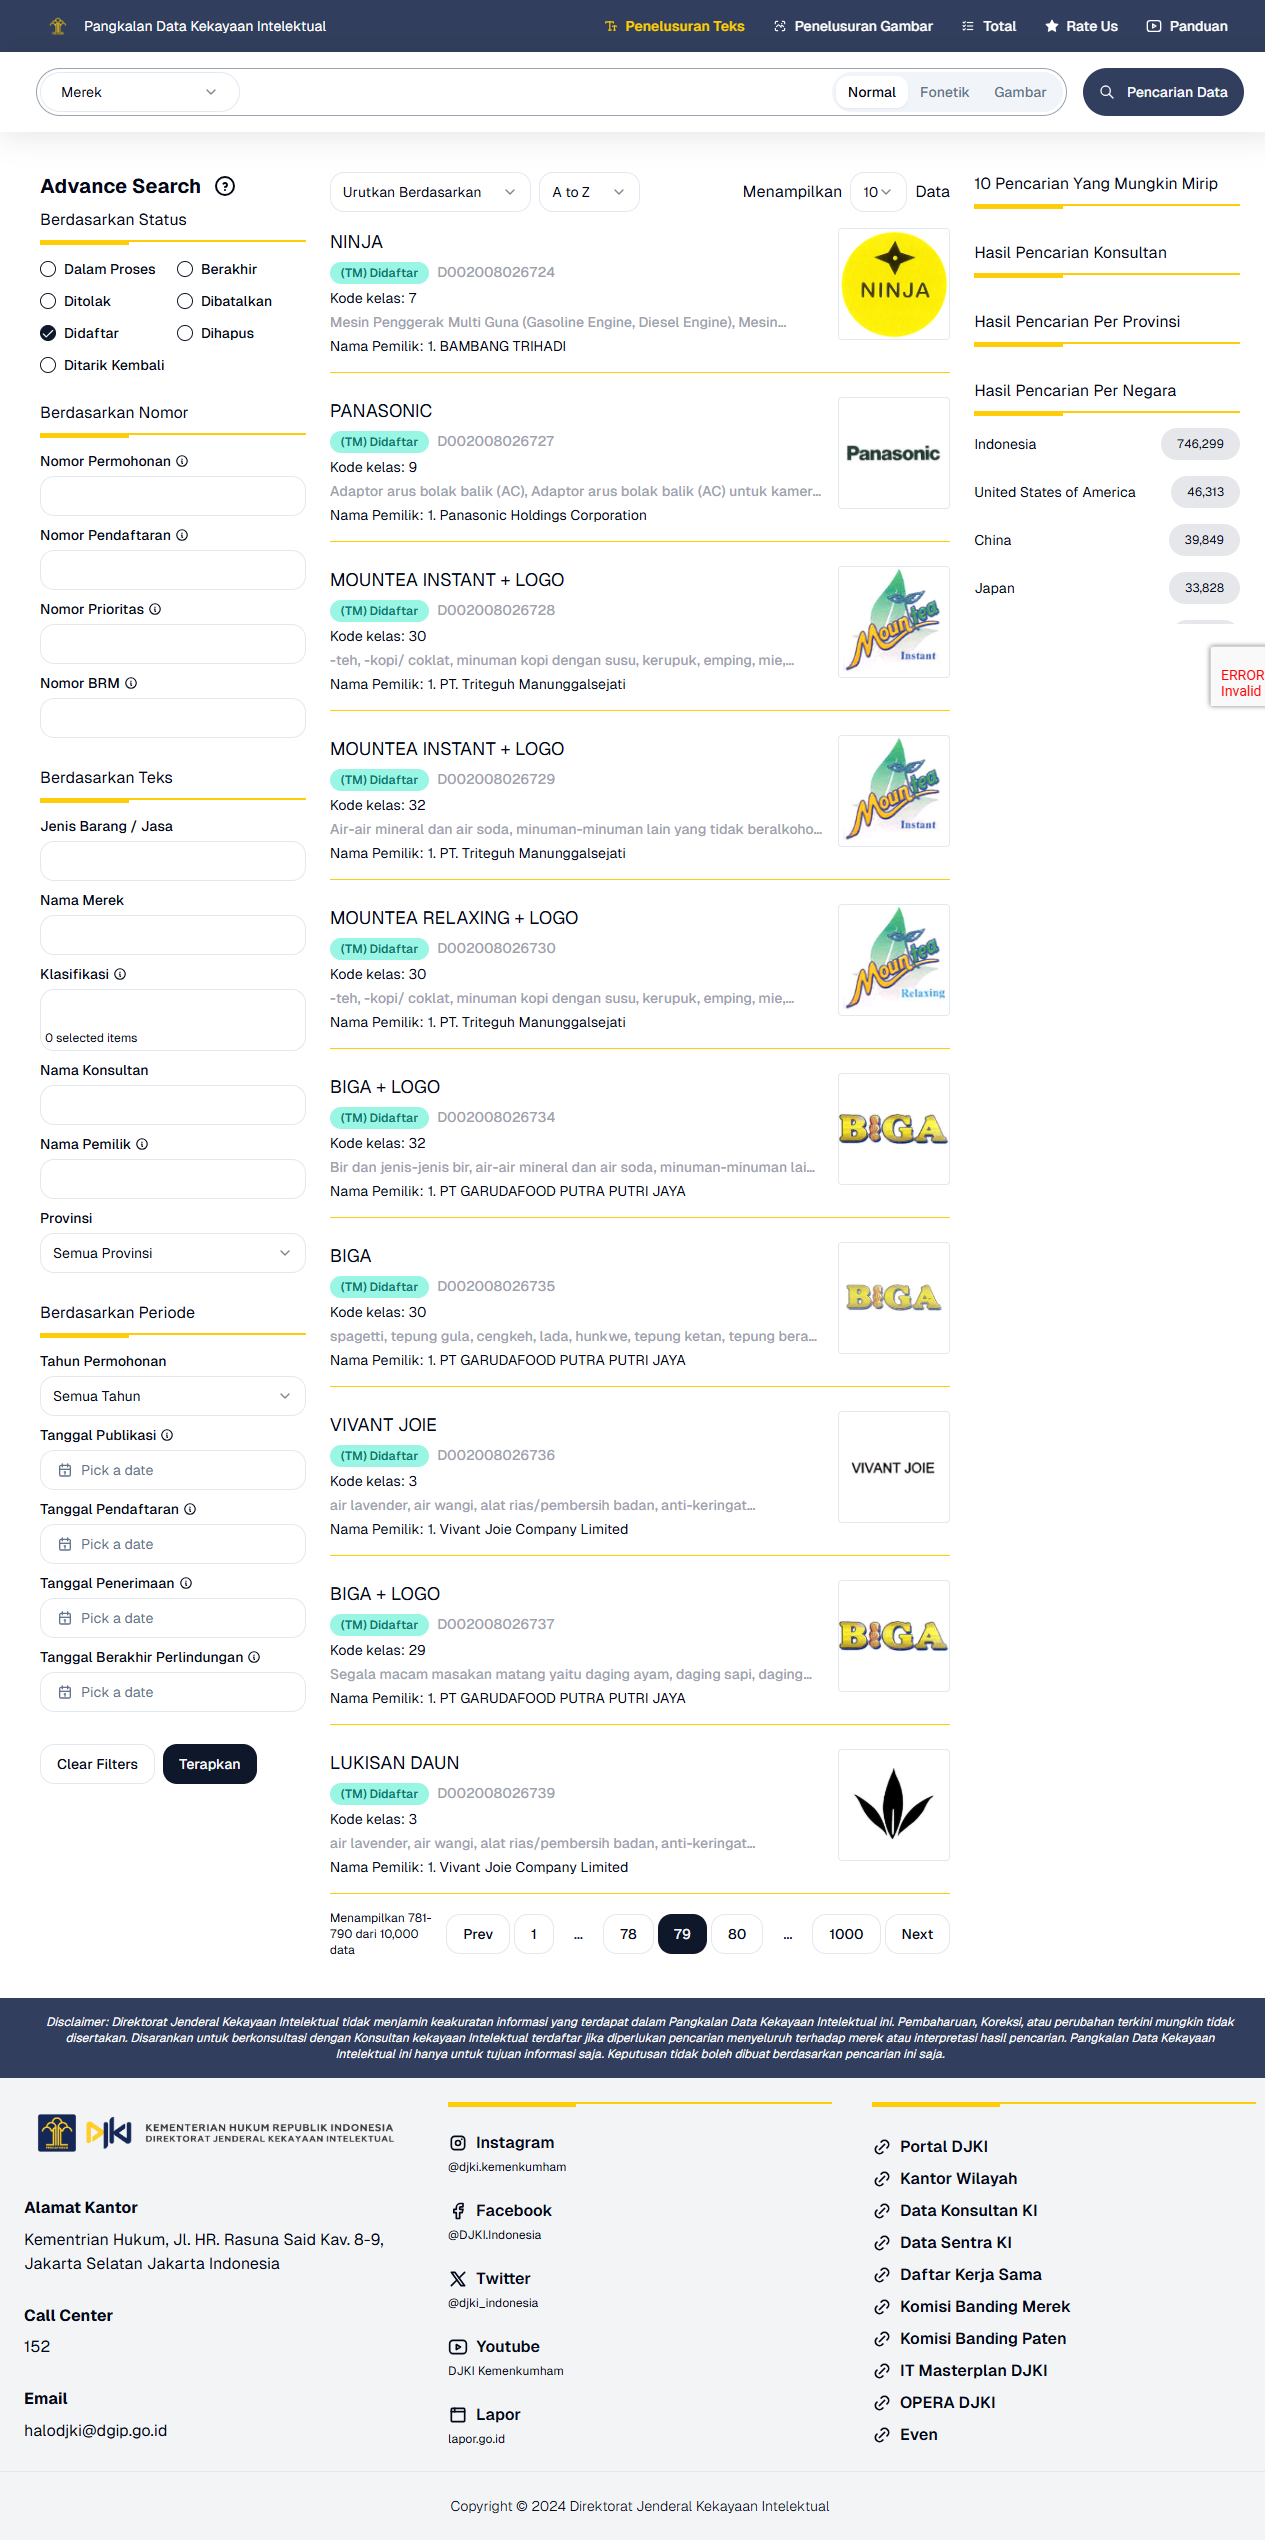 Pangkalan Data Kekayaan Intelektual
Penelusuran Teks
Penelusuran Gambar
Total
Rate Us
Panduan
Merek
Normal
Fonetik
Gambar
Pencarian Data
Advance Search
Berdasarkan Status
Dalam Proses
Berakhir
Ditolak
Dibatalkan
Didaftar
Dihapus
Ditarik Kembali
Berdasarkan Nomor
Nomor Permohonan
Nomor Pendaftaran
Nomor Prioritas
Nomor BRM
Berdasarkan Teks
Jenis Barang / Jasa
Nama Merek
Klasifikasi
0 selected items
Nama Konsultan
Nama Pemilik
Provinsi
Semua Provinsi
Berdasarkan Periode
Tahun Permohonan
Semua Tahun
Tanggal Publikasi
Pick a date
Tanggal Pendaftaran
Pick a date
Tanggal Penerimaan
Pick a date
Tanggal Berakhir Perlindungan
Pick a date
Clear Filters
Terapkan
Urutkan Berdasarkan
A to Z
Menampilkan
10
Data
NINJA
(TM) Didaftar D002008026724
Kode kelas: 7
Mesin Penggerak Multi Guna (Gasoline Engine, Diesel Engine), Mesin...
Nama Pemilik: 1. BAMBANG TRIHADI
NINJA
PANASONIC
(TM) Didaftar D002008026727
Kode kelas: 9
Adaptor arus bolak balik (AC), Adaptor arus bolak balik (AC) untuk kamer...
Nama Pemilik: 1. Panasonic Holdings Corporation
Panasonic
MOUNTEA INSTANT + LOGO
(TM) Didaftar D002008026728
Kode kelas: 30
-teh, -kopi/ coklat, minuman kopi dengan susu, kerupuk, emping, mie,...
Nama Pemilik: 1. PT. Triteguh Manunggalsejati
Mountea
Instant
MOUNTEA INSTANT + LOGO
(TM) Didaftar D002008026729
Kode kelas: 32
Air-air mineral dan air soda, minuman-minuman lain yang tidak beralkoho...
Nama Pemilik: 1. PT. Triteguh Manunggalsejati
Mountea
Instant
MOUNTEA RELAXING + LOGO
(TM) Didaftar D002008026730
Kode kelas: 30
-teh, -kopi/ coklat, minuman kopi dengan susu, kerupuk, emping, mie,...
Nama Pemilik: 1. PT. Triteguh Manunggalsejati
Mountea
Relaxing
BIGA + LOGO
(TM) Didaftar D002008026734
Kode kelas: 32
Bir dan jenis-jenis bir, air-air mineral dan air soda, minuman-minuman lai...
Nama Pemilik: 1. PT GARUDAFOOD PUTRA PUTRI JAYA
BIGA
BIGA
(TM) Didaftar D002008026735
Kode kelas: 30
spagetti, tepung gula, cengkeh, lada, hunkwe, tepung ketan, tepung bera...
Nama Pemilik: 1. PT GARUDAFOOD PUTRA PUTRI JAYA
BIGA
VIVANT JOIE
(TM) Didaftar D002008026736
Kode kelas: 3
air lavender, air wangi, alat rias/pembersih badan, anti-keringat...
Nama Pemilik: 1. Vivant Joie Company Limited
VIVANT JOIE
BIGA + LOGO
(TM) Didaftar D002008026737
Kode kelas: 29
Segala macam masakan matang yaitu daging ayam, daging sapi, daging...
Nama Pemilik: 1. PT GARUDAFOOD PUTRA PUTRI JAYA
BIGA
LUKISAN DAUN
(TM) Didaftar D002008026739
Kode kelas: 3
air lavender, air wangi, alat rias/pembersih badan, anti-keringat...
Nama Pemilik: 1. Vivant Joie Company Limited
Menampilkan 781-
790 dari 10,000
data
Prev
1
...
78
79
80
...
1000
Next
10 Pencarian Yang Mungkin Mirip
Hasil Pencarian Konsultan
Hasil Pencarian Per Provinsi
Hasil Pencarian Per Negara
Indonesia 746,299
United States of America 46,313
China 39,849
Japan 33,828
ERROR
Invalid
Disclaimer: Direktorat Jenderal Kekayaan Intelektual tidak menjamin keakuratan informasi yang terdapat dalam Pangkalan Data Kekayaan Intelektual ini. Pembaharuan, Koreksi, atau perubahan terkini mungkin tidak
disertakan. Disarankan untuk berkonsultasi dengan Konsultan kekayaan Intelektual terdaftar jika diperlukan pencarian menyeluruh terhadap merek atau interpretasi hasil pencarian. Pangkalan Data Kekayaan
Intelektual ini hanya untuk tujuan informasi saja. Keputusan tidak boleh dibuat berdasarkan pencarian ini saja.
KEMENTERIAN HUKUM REPUBLIK INDONESIA
DIREKTORAT JENDERAL KEKAYAAN INTELEKTUAL
Alamat Kantor
Kementrian Hukum, Jl. HR. Rasuna Said Kav. 8-9,
Jakarta Selatan Jakarta Indonesia
Call Center
152
Email
halodjki@dgip.go.id
Instagram
@djki.kemenkumham
Facebook
@DJKI.Indonesia
Twitter
@djki_indonesia
Youtube
DJKI Kemenkumham
Lapor
lapor.go.id
Portal DJKI
Kantor Wilayah
Data Konsultan KI
Data Sentra KI
Daftar Kerja Sama
Komisi Banding Merek
Komisi Banding Paten
IT Masterplan DJKI
OPERA DJKI
Even
Copyright © 2024 Direktorat Jenderal Kekayaan Intelektual